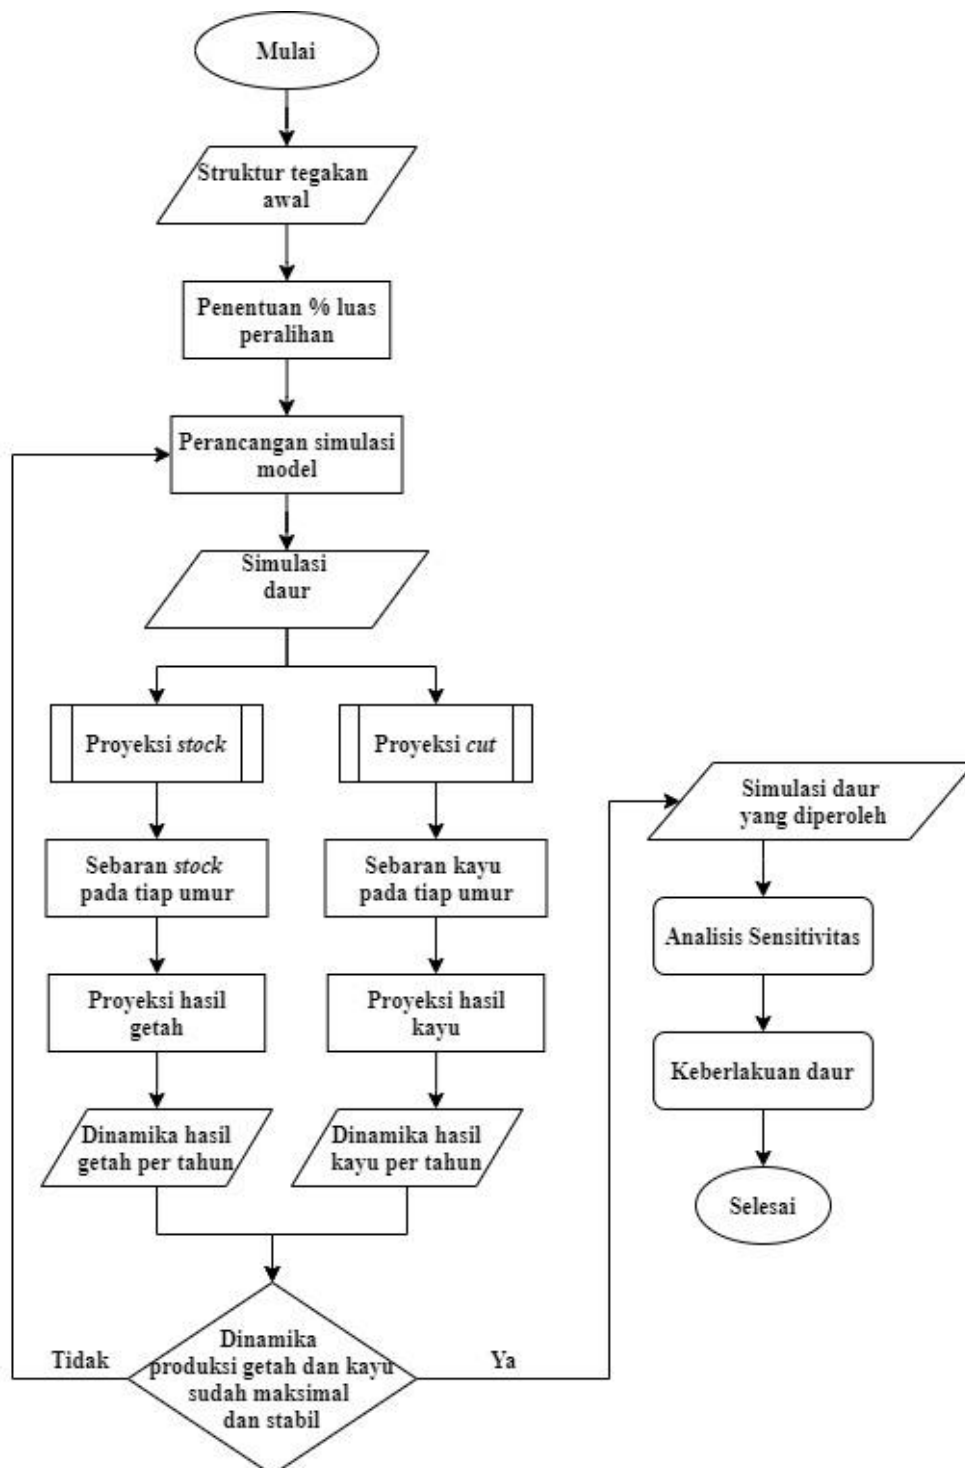 Mulai
Struktur tegakan
awal
Penentuan % luas
peralihan
Perancangan simulasi
model
Simulasi
daur
Proyeksi stock
Sebaran stock
pada tiap umur
Proyeksi hasil
getah
Dinamika hasil
getah per tahun
Proyeksi cut
Sebaran kayu
pada tiap umur
Proyeksi hasil
kayu
Dinamika hasil
kayu per tahun
Dinamika
produksi getah dan kayu
sudah maksimal
dan stabil
Tidak
Ya
Simulasi daur
yang diperoleh
Analisis Sensitivitas
Keberlakuan daur
Selesai